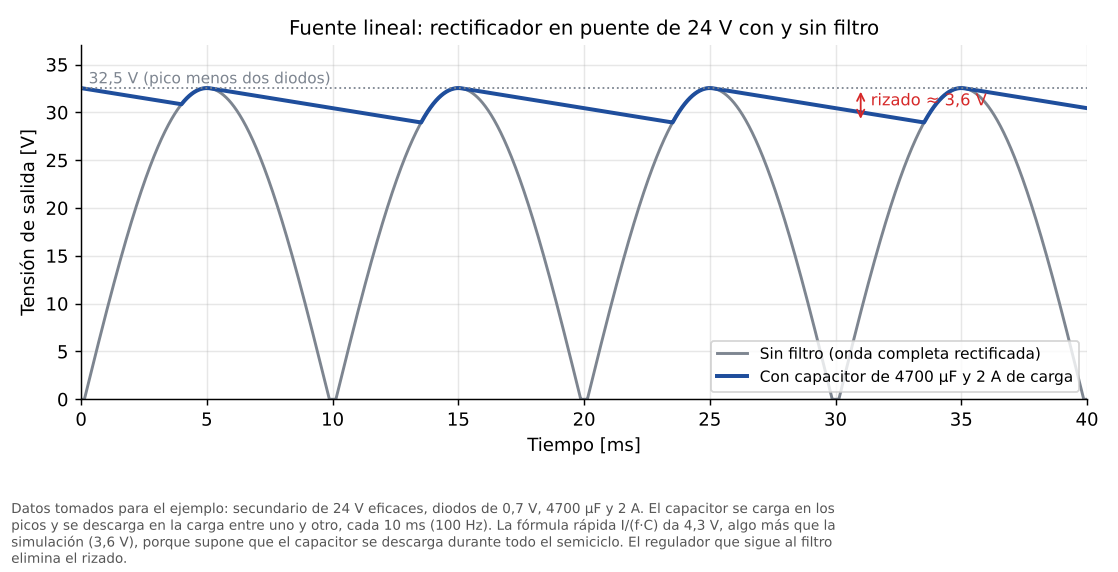 Fuente lineal: rectificador en puente de 24 V con y sin filtro
32,5 V (pico menos dos diodos)
rizado ≈ 3,6 V
Tensión de salida [V]
35
30
25
20
15
10
5
0
0 5 10 15 20 25 30 35 40
Tiempo [ms]
Sin filtro (onda completa rectificada)
Con capacitor de 4700 µF y 2 A de carga
Datos tomados para el ejemplo: secundario de 24 V eficaces, diodos de 0,7 V, 4700 µF y 2 A. El capacitor se carga en los
picos y se descarga en la carga entre uno y otro, cada 10 ms (100 Hz). La fórmula rápida I/(f·C) da 4,3 V, algo más que la
simulación (3,6 V), porque supone que el capacitor se descarga durante todo el semiciclo. El regulador que sigue al filtro
elimina el rizado.